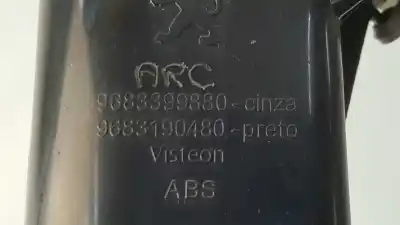 ARC
9683399880-cinza
9683190480-preto
Visteon
ABS